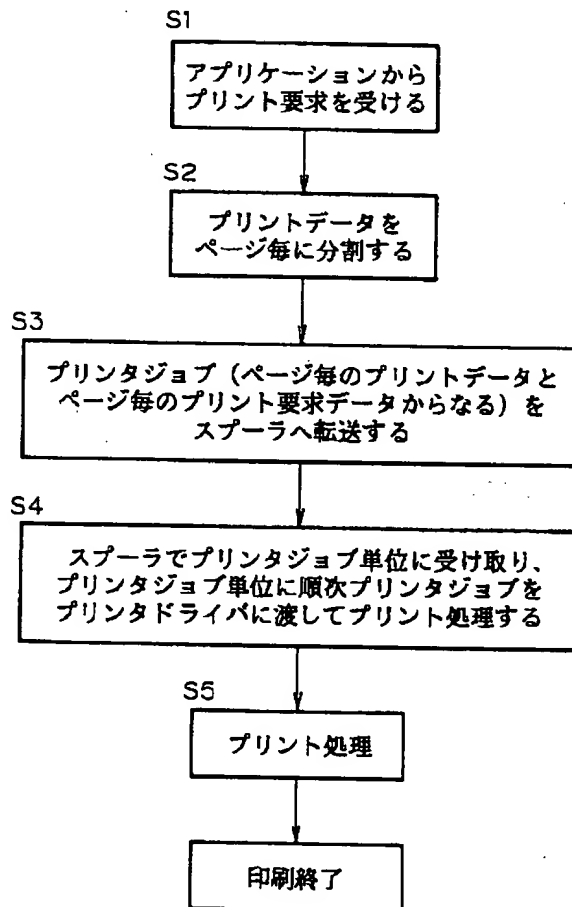 S1
アプリケーションから
プリント要求を受ける
S2
プリントデータを
ページ毎に分割する
S3
プリンタジョブ（ページ毎のプリントデータと
ページ毎のプリント要求データからなる）を
スプーラへ転送する
S4
スプーラでプリンタジョブ単位に受け取り、
プリンタジョブ単位に順次プリンタジョブを
プリンタドライバに渡してプリント処理する
S5
プリント処理
印刷終了